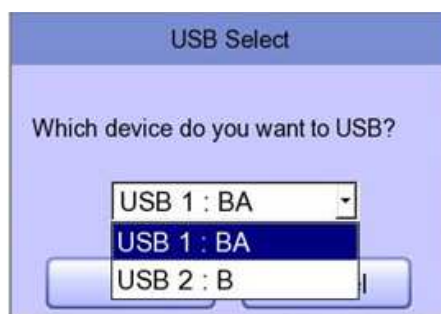 USB Select
Which device do you want to USB?
USB 1 : BA
USB 1 : BA
USB 2 : B